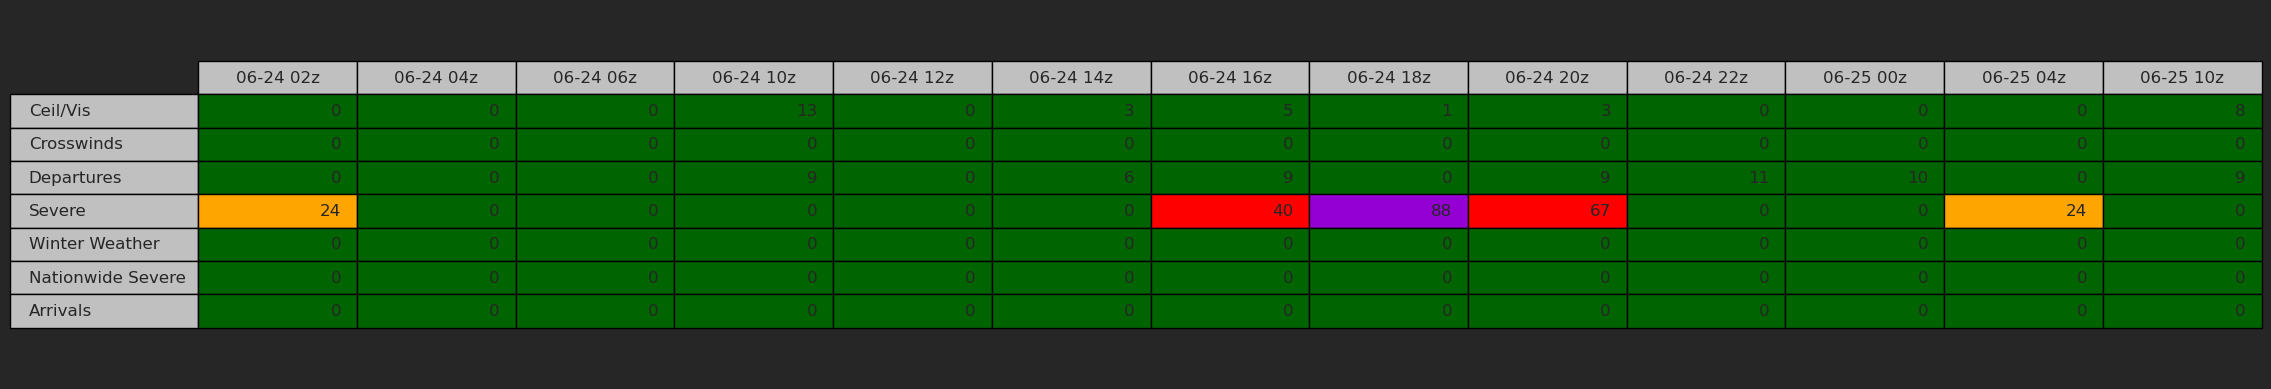 06-24 02z 06-24 04z 06-24 06z 06-24 10z 06-24 12z 06-24 14z 06-24 16z 06-24 18z 06-24 20z 06-24 22z 06-25 00z 06-25 04z 06-25 10z
Ceil/Vis 0 0 0 13 0 3 5 1 3 0 0 0 8
Crosswinds 0 0 0 0 0 0 0 0 0 0 0 0 0
Departures 0 0 0 9 0 6 9 0 9 11 10 0 9
Severe 24 0 0 0 0 0 40 88 67 0 0 24 0
Winter Weather 0 0 0 0 0 0 0 0 0 0 0 0 0
Nationwide Severe 0 0 0 0 0 0 0 0 0 0 0 0 0
Arrivals 0 0 0 0 0 0 0 0 0 0 0 0 0